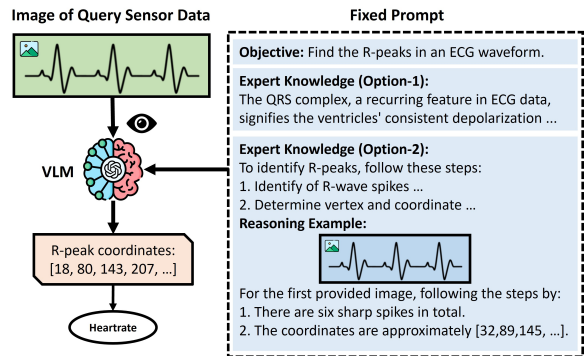 Image of Query Sensor Data
VLM
R-peak coordinates:
[18, 80, 143, 207, ...]
Heartrate
Fixed Prompt
Objective: Find the R-peaks in an ECG waveform.
Expert Knowledge (Option-1):
The QRS complex, a recurring feature in ECG data,
signifies the ventricles' consistent depolarization ...
Expert Knowledge (Option-2):
To identify R-peaks, follow these steps:
1. Identify of R-wave spikes ...
2. Determine vertex and coordinate ...
Reasoning Example:
For the first provided image, following the steps by:
1. There are six sharp spikes in total.
2. The coordinates are approximately [32,89,145, ...].